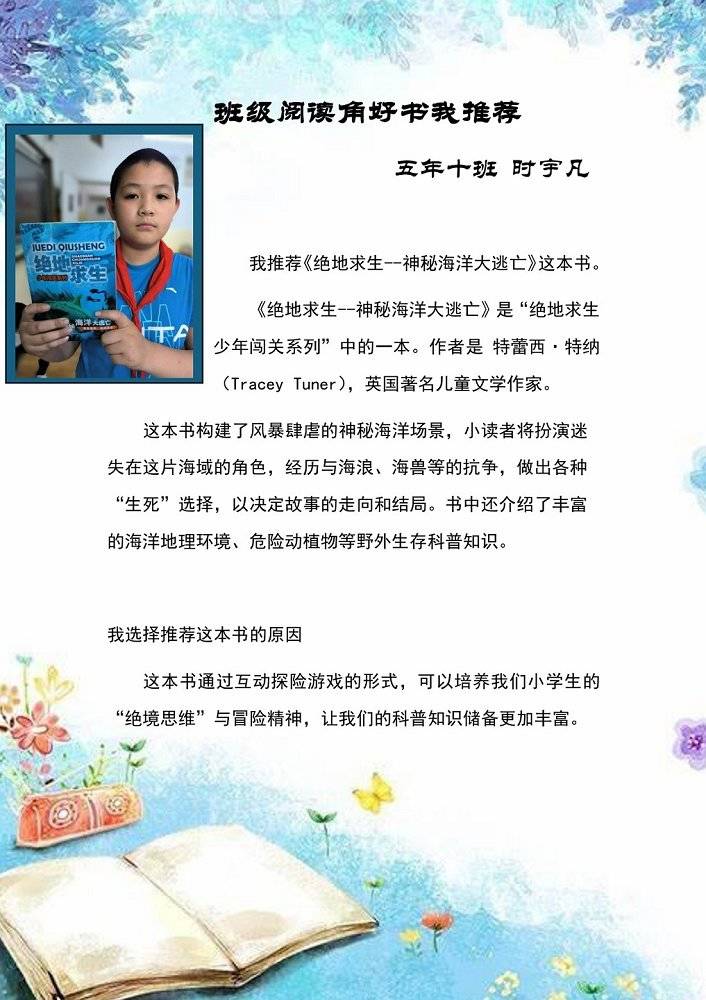 班级阅读角好书我推荐
五年十班 时宇凡
JUEDI QIUSHENG
绝地
求生
海洋大逃亡
我推荐《绝地求生--神秘海洋大逃亡》这本书。
《绝地求生--神秘海洋大逃亡》是“绝地求生
少年闯关系列”中的一本。作者是 特蕾西·特纳
（Tracey Tuner），英国著名儿童文学作家。
这本书构建了风暴肆虐的神秘海洋场景，小读者将扮演迷
失在这片海域的角色，经历与海浪、海兽等的抗争，做出各种
“生死”选择，以决定故事的走向和结局。书中还介绍了丰富
的海洋地理环境、危险动植物等野外生存科普知识。
我选择推荐这本书的原因
这本书通过互动探险游戏的形式，可以培养我们小学生的
“绝境思维”与冒险精神，让我们的科普知识储备更加丰富。